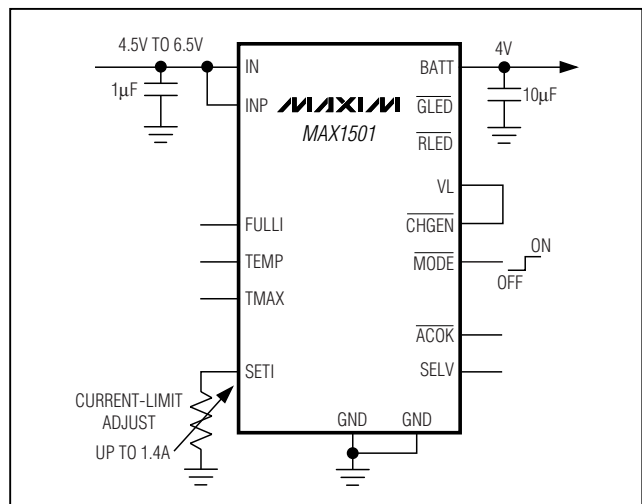 4.5V TO 6.5V
4V
IN
BATT
1µF
INP
MAXIM
GLED
10µF
MAX1501
RLED
VL
FULLI
CHGEN
ON
TEMP
MODE
OFF
TMAX
ACOK
SETI
SELV
CURRENT-LIMIT
ADJUST
UP TO 1.4A
GND
GND